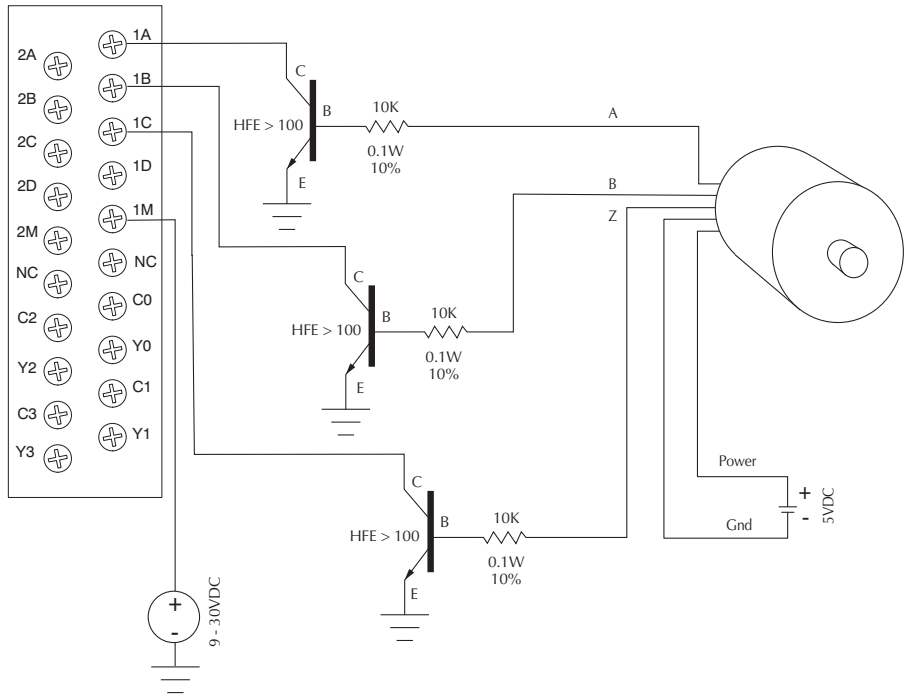 1A
2A
1B
2B
1C
2C
1D
2D
1M
2M
NC
NC
C0
C2
Y0
Y2
C1
C3
Y1
Y3
C
B
HFE > 100
E
10K
0.1W
10%
A
B
Z
C
B
HFE > 100
E
10K
0.1W
10%
C
B
HFE > 100
E
10K
0.1W
10%
Power
+
-
5VDC
Gnd
+
-
9 - 30VDC